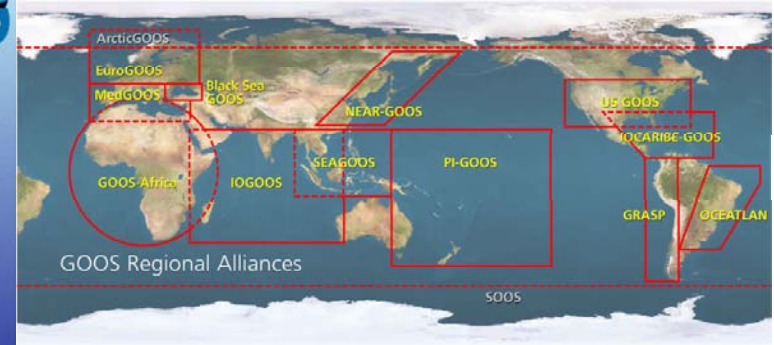 ArcticGOOS
EuroGOOS
MedGOOS
Black Sea
GOOS
NEAR-GOOS
US GOOS
IOCARIBE-GOOS
GOOS-Africa
IOGOOS
SEAGOOS
PI-GOOS
GRASP
OCEATLAN
GOOS Regional Alliances
SOOS